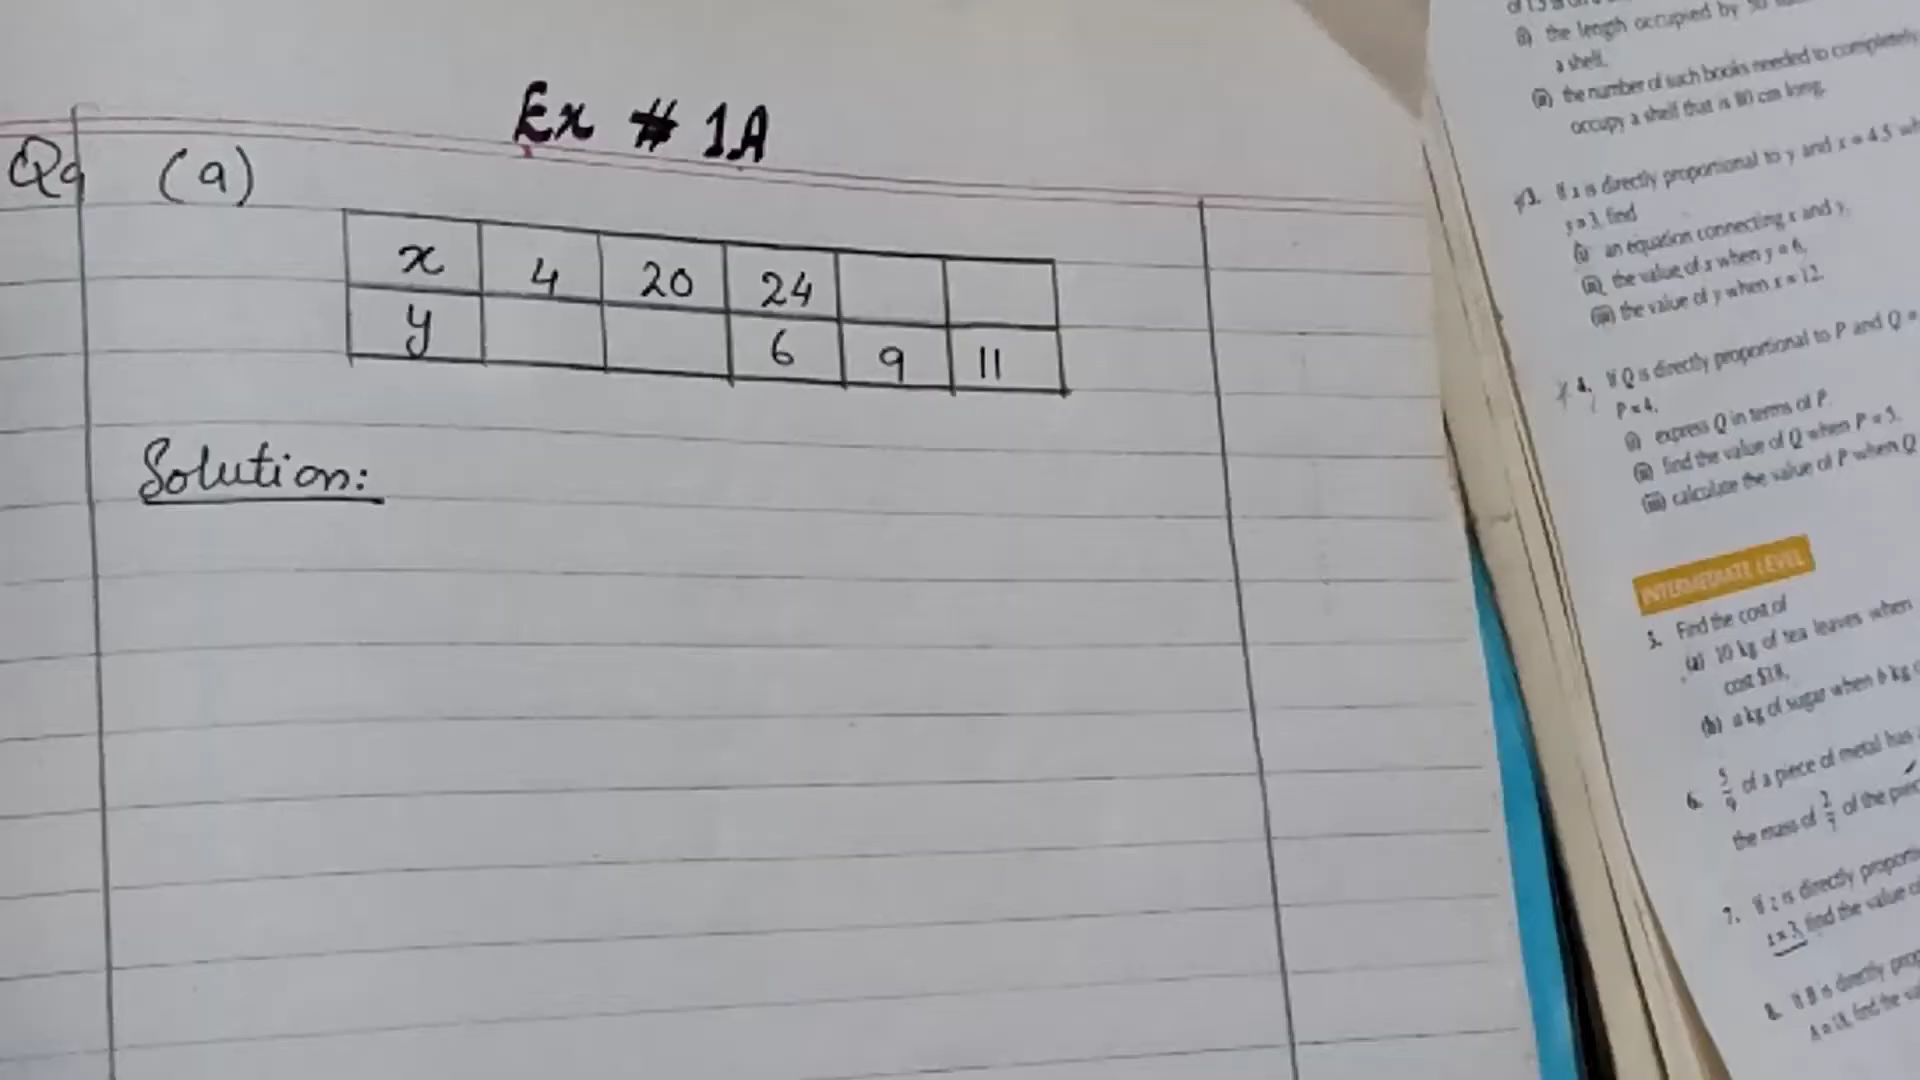 Ex # 1A
Q9 (a)
x 4 20 24
y 6 9 11
Solution:
(i) the length occupied by 50
a shelf,
(ii) the number of such books needed to completely
occupy a shelf that is 80 cm long.
3. If x is directly proportional to y and x = 4.5
y = 3, find
(i) an equation connecting x and y,
(ii) the value of x when y = 6,
(iii) the value of y when x = 12.
4. If Q is directly proportional to P and Q =
P = 4,
(i) express Q in terms of P,
(ii) find the value of Q when P = 5,
(iii) calculate the value of P when Q
INTERMEDIATE LEVEL
5. Find the cost of
(a) 10 kg of tea leaves when
cost $18,
(b) a kg of sugar when b kg
6. 5/9 of a piece of metal has
the mass of 2/7 of the
7. If z is directly
x = 3, find the value
8. If B is directly
find the